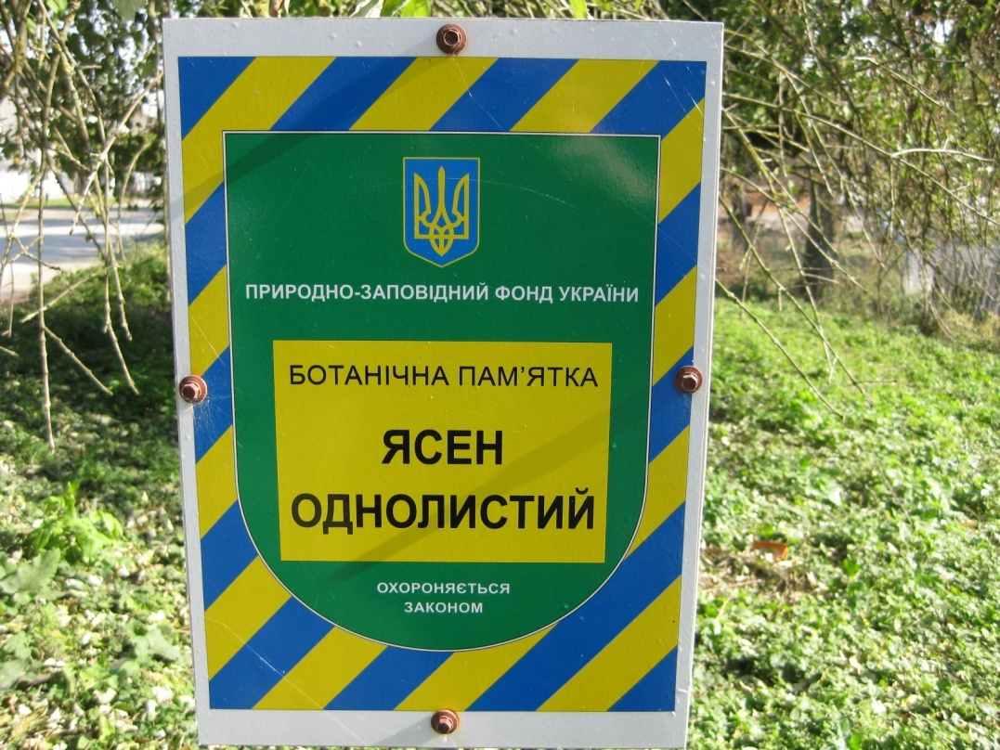 ПРИРОДНО-ЗАПОВІДНИЙ ФОНД УКРАЇНИ
БОТАНІЧНА ПАМ’ЯТКА
ЯСЕН
ОДНОЛИСТИЙ
ОХОРОНЯЄТЬСЯ
ЗАКОНОМ